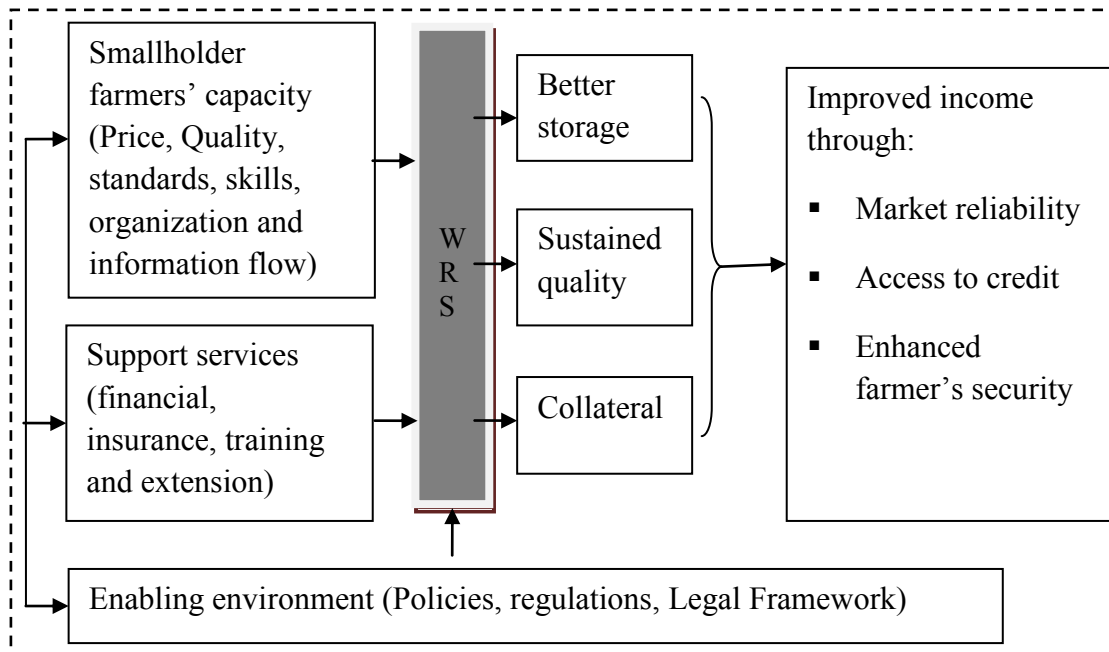 Smallholder
farmers’ capacity
(Price, Quality,
standards, skills,
organization and
information flow)
Support services
(financial,
insurance, training
and extension)
W
R
S
Better
storage
Sustained
quality
Collateral
Improved income
through:
▪ Market reliability
▪ Access to credit
▪ Enhanced
farmer’s security
Enabling environment (Policies, regulations, Legal Framework)